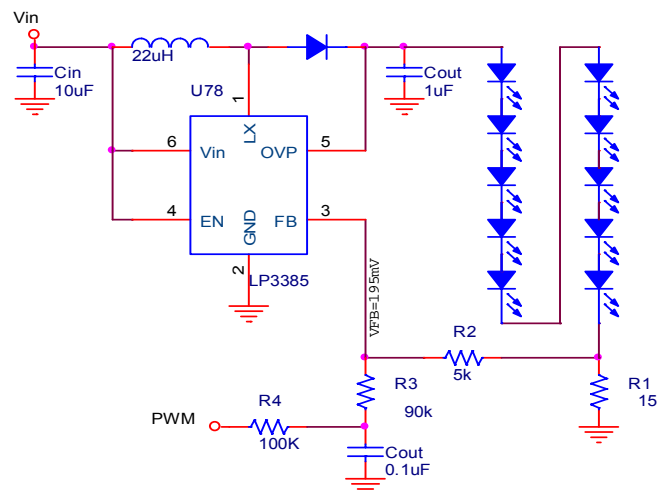 Vin
22uH
Cin
10uF
U78
Cout
1uF
1
LX
6
Vin
OVP
5
4
EN
GND
FB
3
2
LP3385
VFB=195mV
R2
5k
R3
90k
R1
15
R4
PWM
100K
Cout
0.1uF